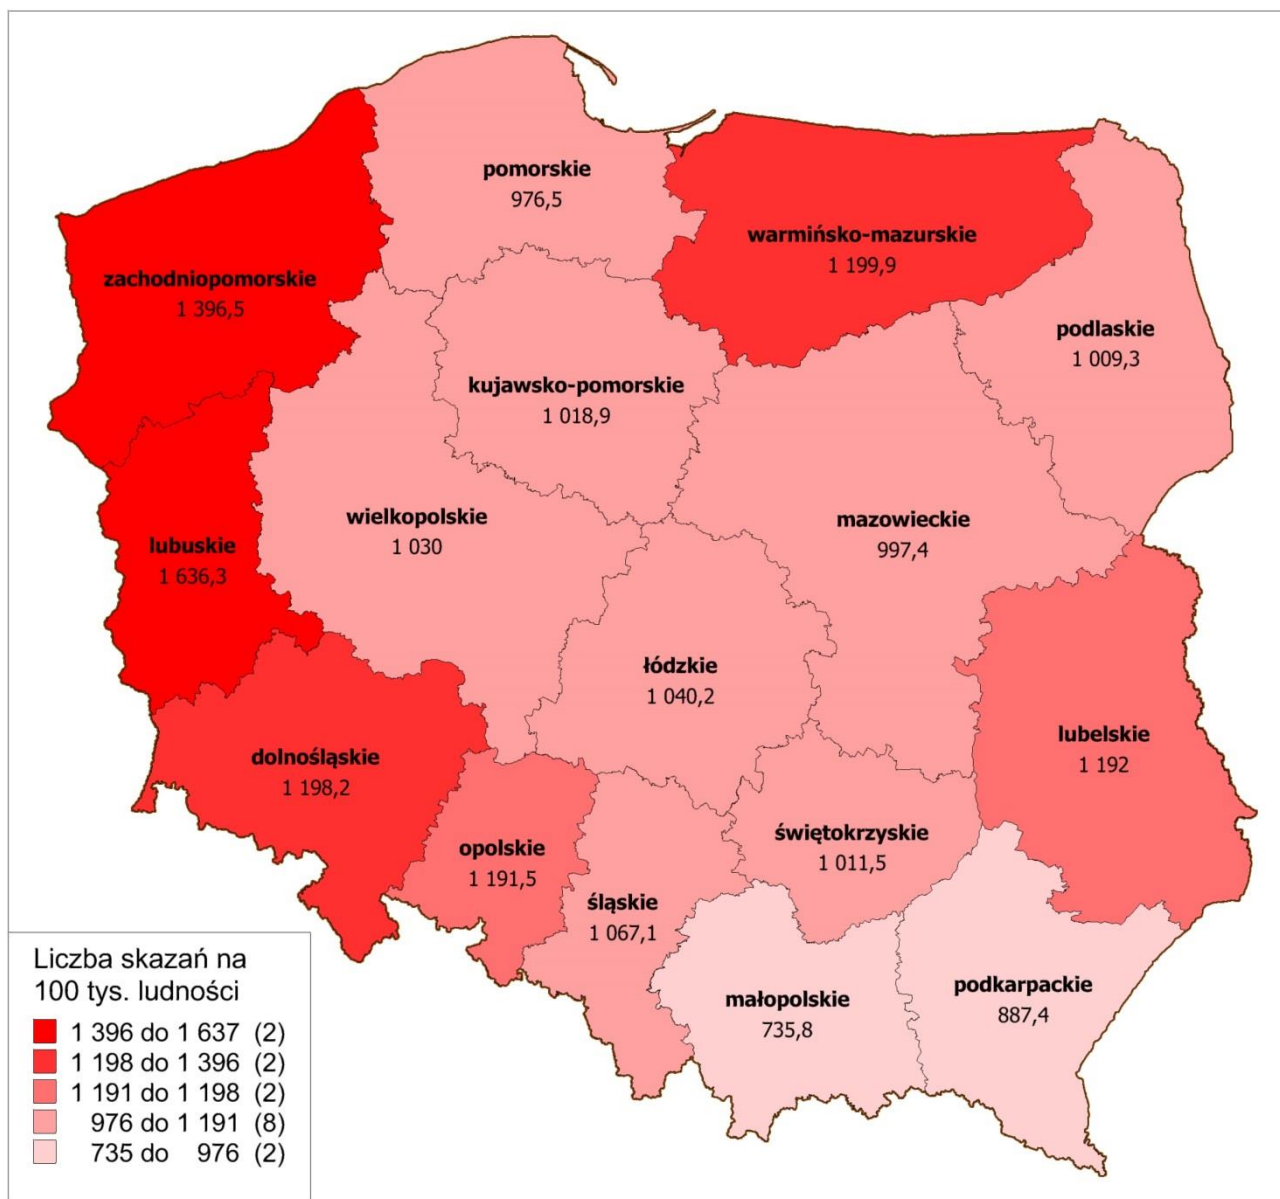 pomorskie
976,5
warmińsko-mazurskie
1 199,9
zachodniopomorskie
1 396,5
podlaskie
1 009,3
kujawsko-pomorskie
1 018,9
wielkopolskie
1 030
mazowieckie
997,4
lubuskie
1 636,3
łódzkie
1 040,2
lubelskie
1 192
dolnośląskie
1 198,2
świętokrzyskie
1 011,5
opolskie
1 191,5
śląskie
1 067,1
małopolskie
735,8
podkarpackie
887,4
Liczba skazań na
100 tys. ludności
1 396 do 1 637 (2)
1 198 do 1 396 (2)
1 191 do 1 198 (2)
976 do 1 191 (8)
735 do 976 (2)